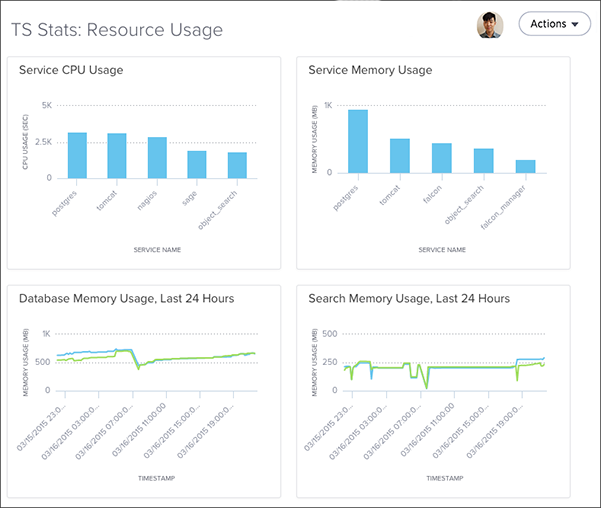 TS Stats: Resource Usage
Actions
Service CPU Usage
5K
2.5K
0
CPU USAGE (SEC)
postgres
tomcat
nagios
sage
object_search
SERVICE NAME
Service Memory Usage
1K
0
MEMORY USAGE (MB)
postgres
tomcat
falcon
object_search
falcon_manager
SERVICE NAME
Database Memory Usage, Last 24 Hours
1K
500
0
MEMORY USAGE (MB)
03/15/2015 23:0...
03/16/2015 03:00:0...
03/16/2015 07:00:0...
03/16/2015 11:00:00
03/16/2015 15:00:0...
03/16/2015 19:00:0...
TIMESTAMP
Search Memory Usage, Last 24 Hours
500
250
0
MEMORY USAGE (MB)
03/15/2015 23:0...
03/16/2015 03:00:0...
03/16/2015 07:00:0...
03/16/2015 11:00:00
03/16/2015 15:00:0...
03/16/2015 19:00:0...
TIMESTAMP